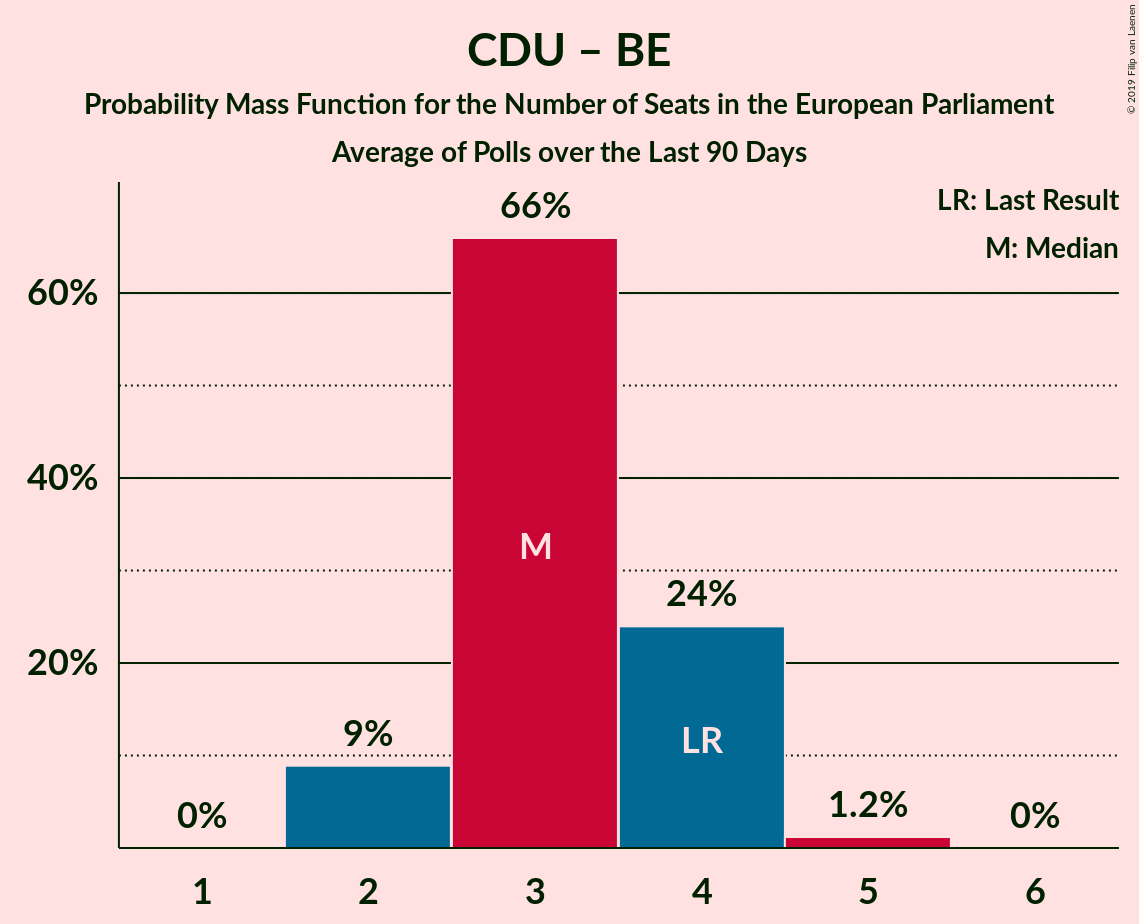 CDU – BE
Probability Mass Function for the Number of Seats in the European Parliament
Average of Polls over the Last 90 Days
© 2019 Filip van Laenen
LR: Last Result
M: Median
66%
60%
40%
M
24%
20%
LR
9%
1.2%
0%
0%
1 2 3 4 5 6